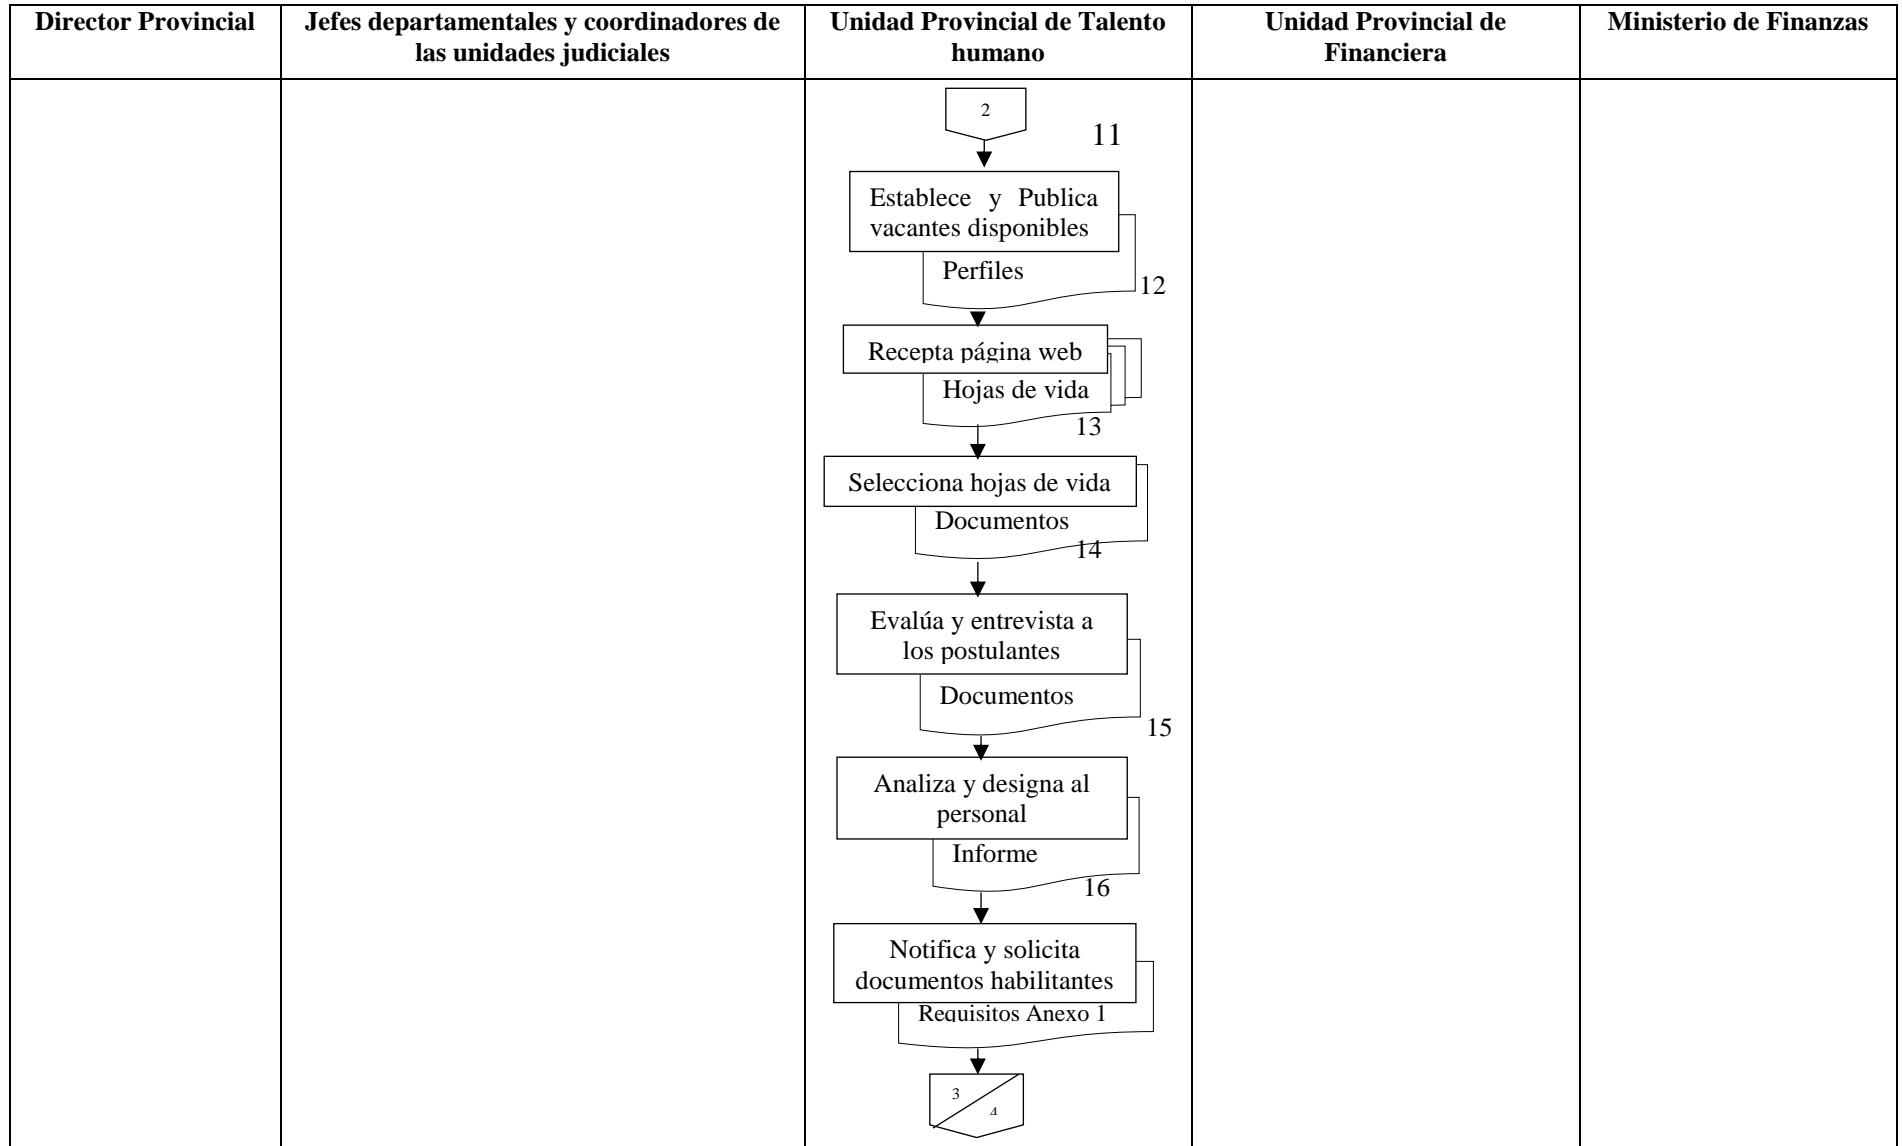 Director Provincial
Jefes departamentales y coordinadores de
las unidades judiciales
Unidad Provincial de Talento
humano
Unidad Provincial de
Financiera
Ministerio de Finanzas
2
11
Establece y Publica
vacantes disponibles
Perfiles
12
Recepta página web
Hojas de vida
13
Selecciona hojas de vida
Documentos
14
Evalúa y entrevista a
los postulantes
Documentos
15
Analiza y designa al
personal
Informe
16
Notifica y solicita
documentos habilitantes
Requisitos Anexo 1
3
4